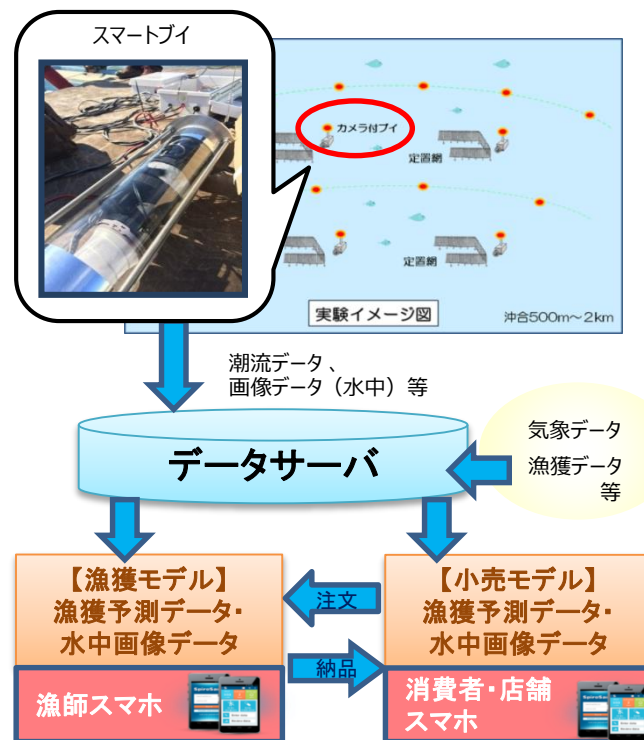 スマートブイ
カメラ付ブイ
定置網
定置網
実験イメージ図
沖合500m～2km
潮流データ、
画像データ（水中）等
気象データ
漁獲データ
等
データサーバ
【漁獲モデル】
漁獲予測データ・
水中画像データ
注文
【小売モデル】
漁獲予測データ・
水中画像データ
漁師スマホ
納品
消費者・店舗
スマホ